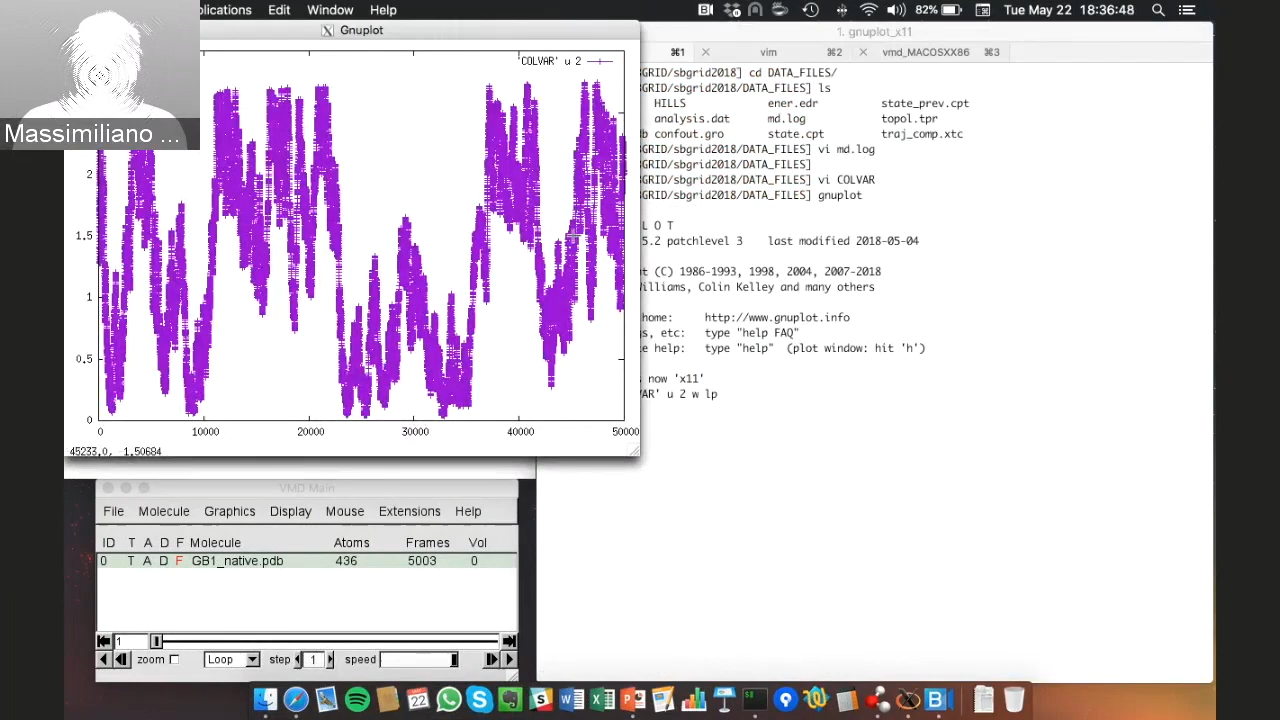 plications Edit Window Help
82% Tue May 22 18:36:48
Massimiliano ...
Gnuplot
'COLVAR' u 2
2
1.5
1
0.5
0
0 10000 20000 30000 40000 50000
45233.0, 1.50684
1. gnuplot_x11
⌘1 × vim ⌘2 × vmd_MACOSXX86 ⌘3
GRID/sbgrid2018] cd DATA_FILES/
GRID/sbgrid2018/DATA_FILES] ls
HILLS ener.edr state_prev.cpt
analysis.dat md.log topol.tpr
db confout.gro state.cpt traj_comp.xtc
GRID/sbgrid2018/DATA_FILES] vi md.log
GRID/sbgrid2018/DATA_FILES]
GRID/sbgrid2018/DATA_FILES] vi COLVAR
GRID/sbgrid2018/DATA_FILES] gnuplot
L O T
5.2 patchlevel 3 last modified 2018-05-04
t (C) 1986-1993, 1998, 2004, 2007-2018
illiams, Colin Kelley and many others
home: http://www.gnuplot.info
s, etc: type "help FAQ"
e help: type "help" (plot window: hit 'h')
s now 'x11'
VAR' u 2 w lp
VMD Main
File Molecule Graphics Display Mouse Extensions Help
ID T A D F Molecule Atoms Frames Vol
0 T A D F GB1_native.pdb 436 5003 0
1
zoom Loop step 1 speed
22